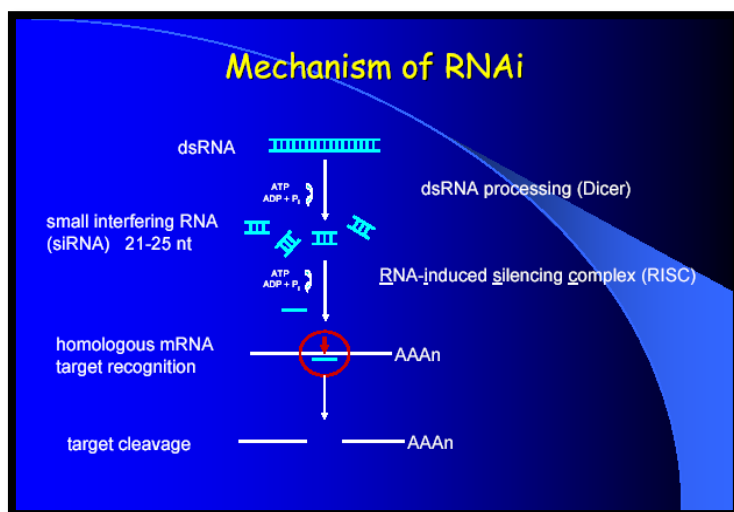 Mechanism of RNAi
dsRNA
ATP
ADP + Pi
dsRNA processing (Dicer)
small interfering RNA
(siRNA) 21-25 nt
ATP
ADP + Pi
RNA-induced silencing complex (RISC)
homologous mRNA
target recognition
AAAn
target cleavage
AAAn